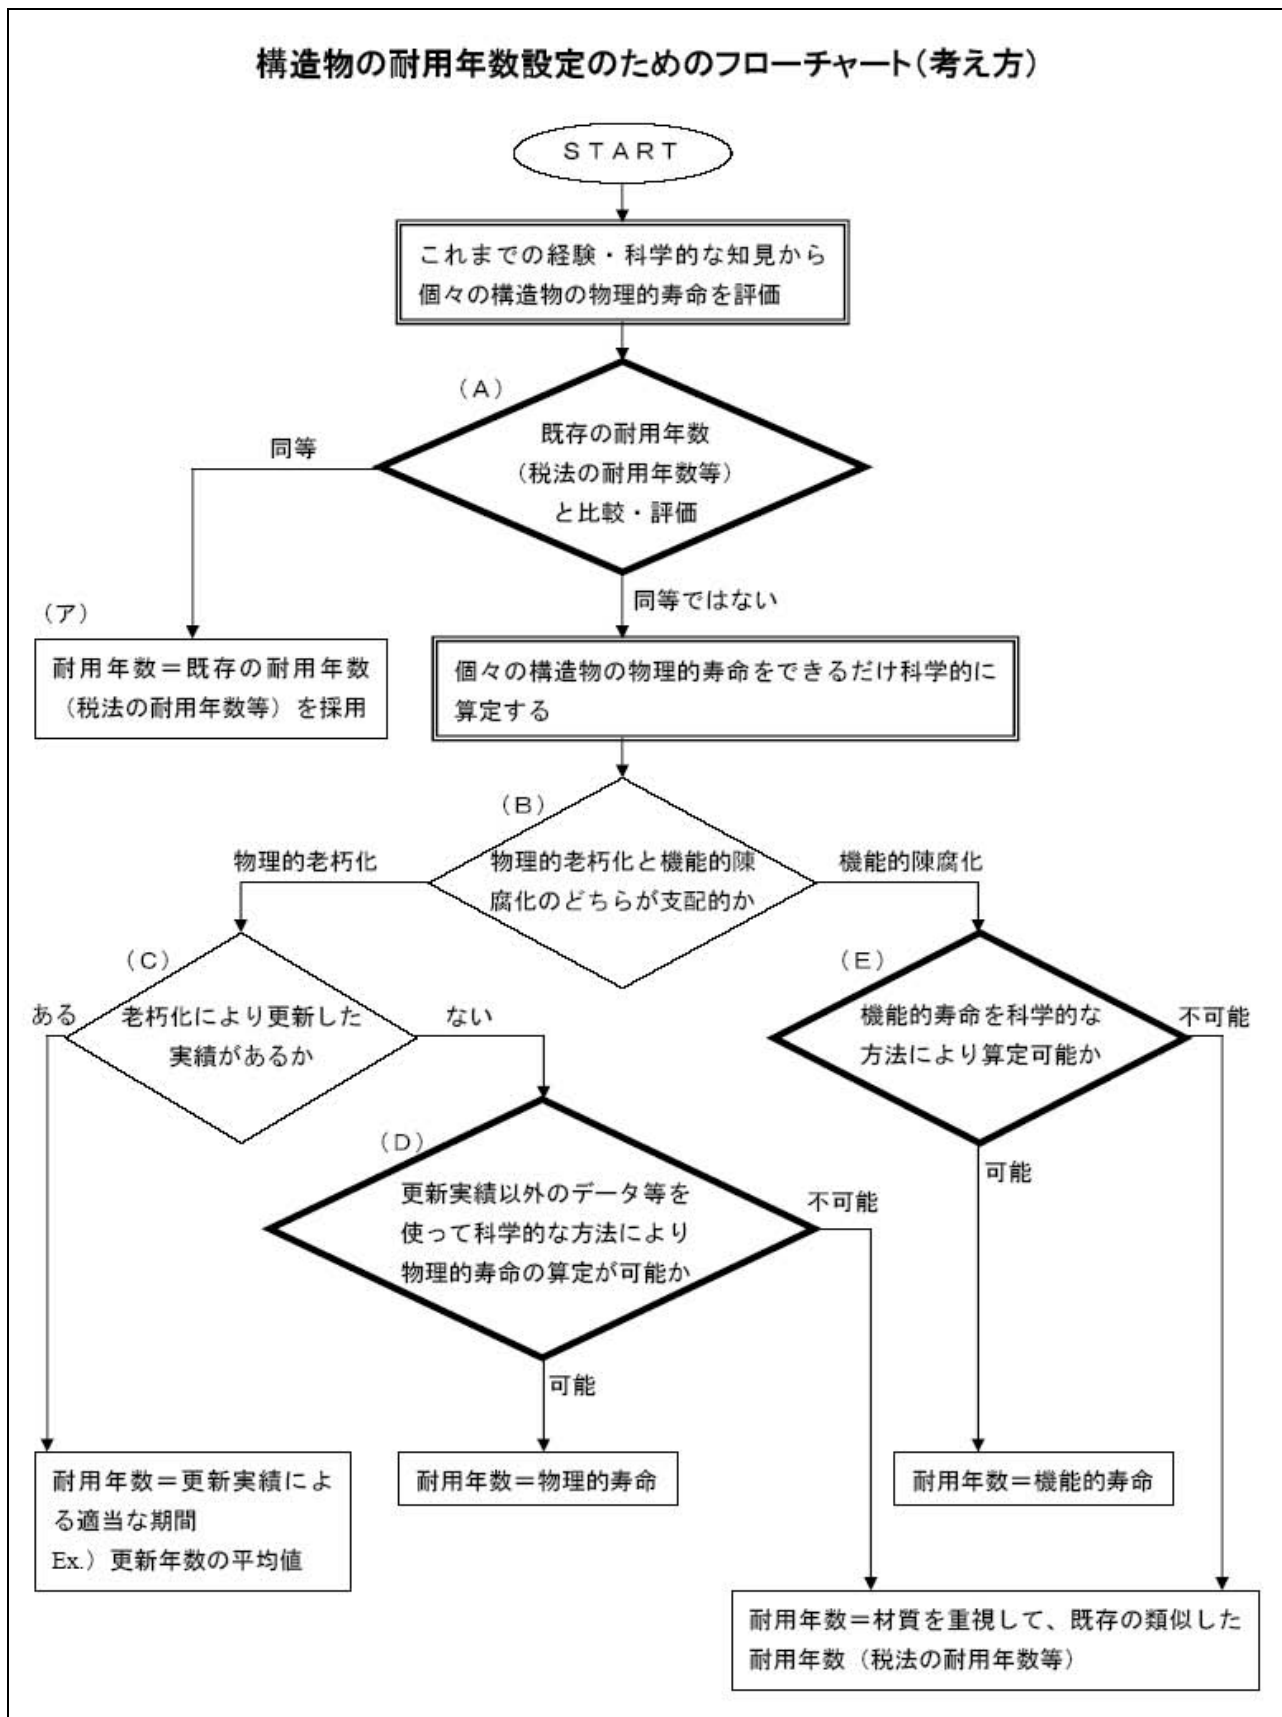 構造物の耐用年数設定のためのフローチャート(考え方)
START
これまでの経験・科学的な知見から
個々の構造物の物理的寿命を評価
(A)
既存の耐用年数
(税法の耐用年数等)
と比較・評価
同等
同等ではない
(ア)
耐用年数=既存の耐用年数
(税法の耐用年数等)を採用
個々の構造物の物理的寿命をできるだけ科学的に
算定する
(B)
物理的老朽化と機能的陳
腐化のどちらが支配的か
物理的老朽化
機能的陳腐化
(C)
老朽化により更新した
実績があるか
ある
ない
(E)
機能的寿命を科学的な
方法により算定可能か
不可能
可能
(D)
更新実績以外のデータ等を
使って科学的な方法により
物理的寿命の算定が可能か
不可能
可能
耐用年数=更新実績によ
る適当な期間
Ex.)更新年数の平均値
耐用年数=物理的寿命
耐用年数=機能的寿命
耐用年数=材質を重視して、既存の類似した
耐用年数(税法の耐用年数等)